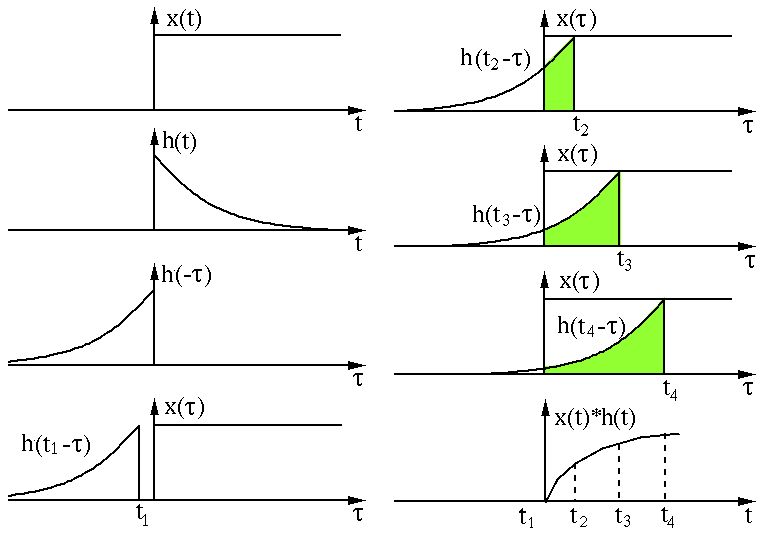 x(t)
t
h(t)
t
h(-τ)
τ
x(τ)
h(t₁-τ)
t₁
τ
x(τ)
h(t₂-τ)
t₂
τ
x(τ)
h(t₃-τ)
t₃
τ
x(τ)
h(t₄-τ)
t₄
τ
x(t)*h(t)
t₁ t₂ t₃ t₄ t